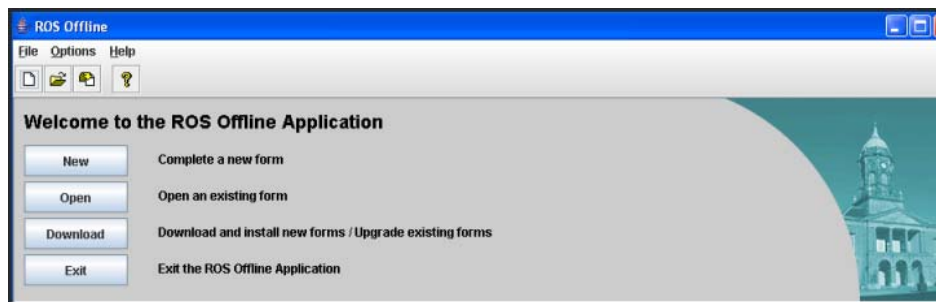 ROS Offline
File Options Help
Welcome to the ROS Offline Application
New Complete a new form
Open Open an existing form
Download Download and install new forms / Upgrade existing forms
Exit Exit the ROS Offline Application